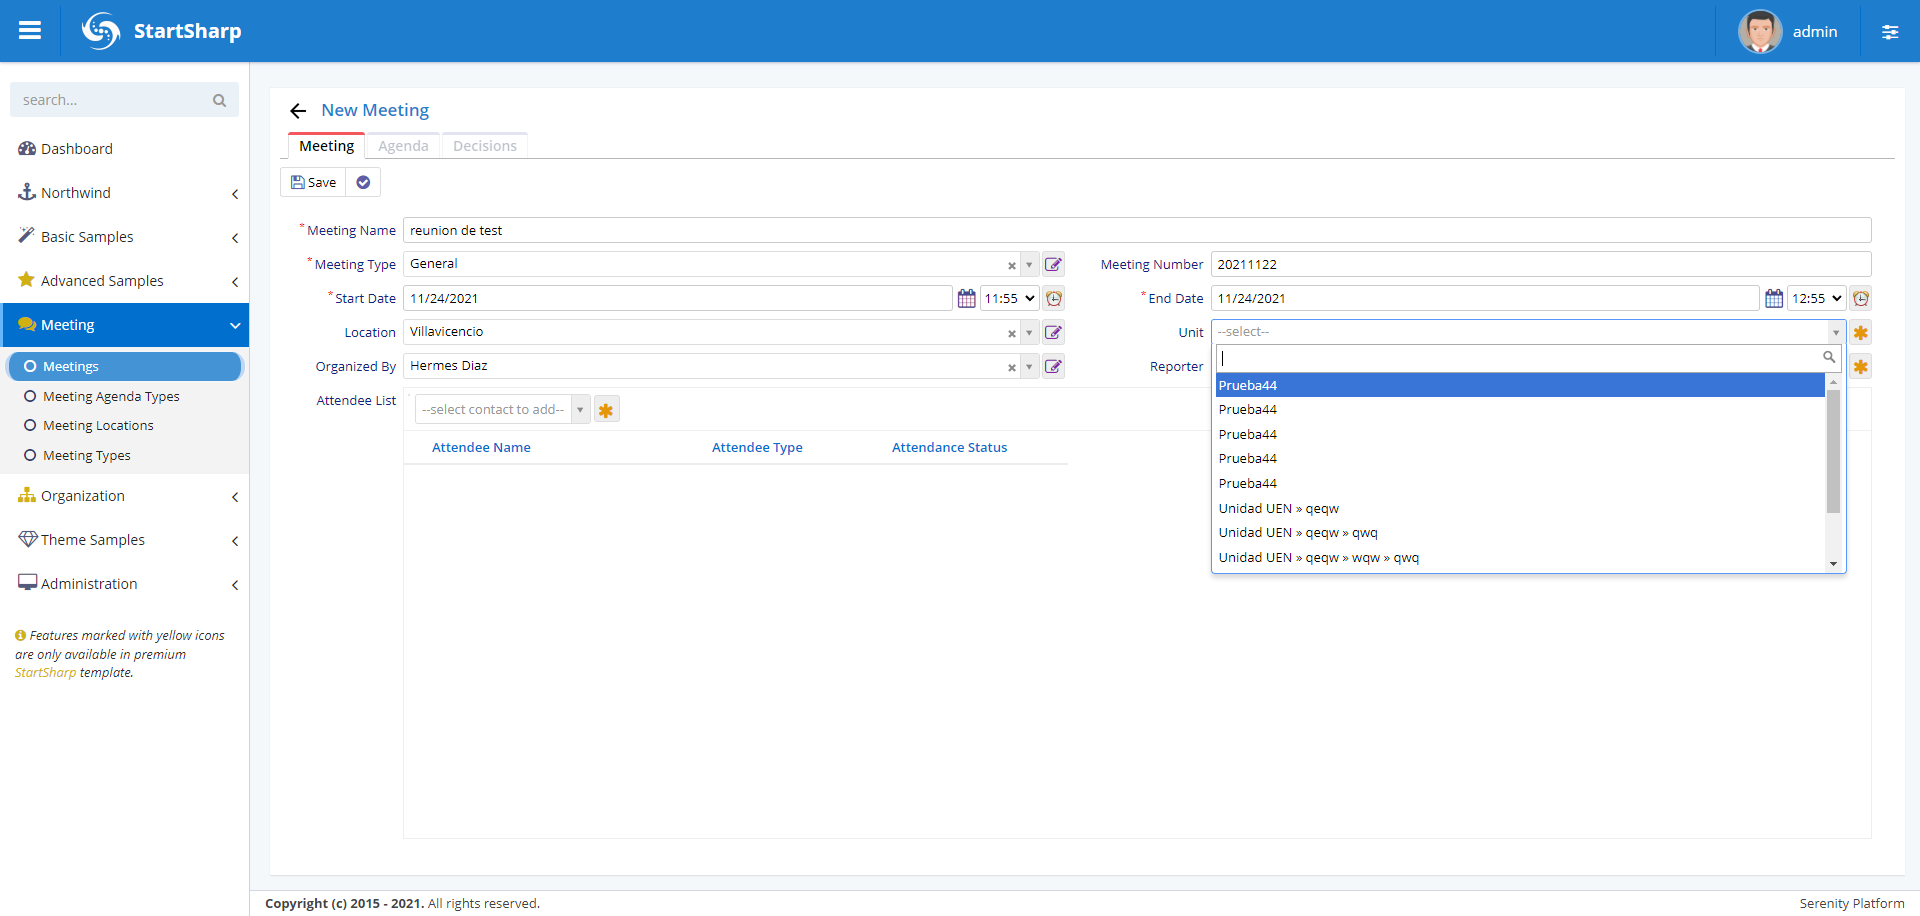 StartSharp
admin
search...
Dashboard
Northwind
Basic Samples
Advanced Samples
Meeting
Meetings
Meeting Agenda Types
Meeting Locations
Meeting Types
Organization
Theme Samples
Administration
Features marked with yellow icons
are only available in premium
StartSharp template.
New Meeting
Meeting Agenda Decisions
Save
* Meeting Name reunion de test
* Meeting Type General
Meeting Number 20211122
* Start Date 11/24/2021 11:55
* End Date 11/24/2021 12:55
Location Villavicencio
Unit --select--
Organized By Hermes Diaz
Reporter
Prueba44
Prueba44
Prueba44
Prueba44
Prueba44
Unidad UEN » qeqw
Unidad UEN » qeqw » qwq
Unidad UEN » qeqw » wqw » qwq
Attendee List --select contact to add--
Attendee Name Attendee Type Attendance Status
Copyright (c) 2015 - 2021. All rights reserved.
Serenity Platform